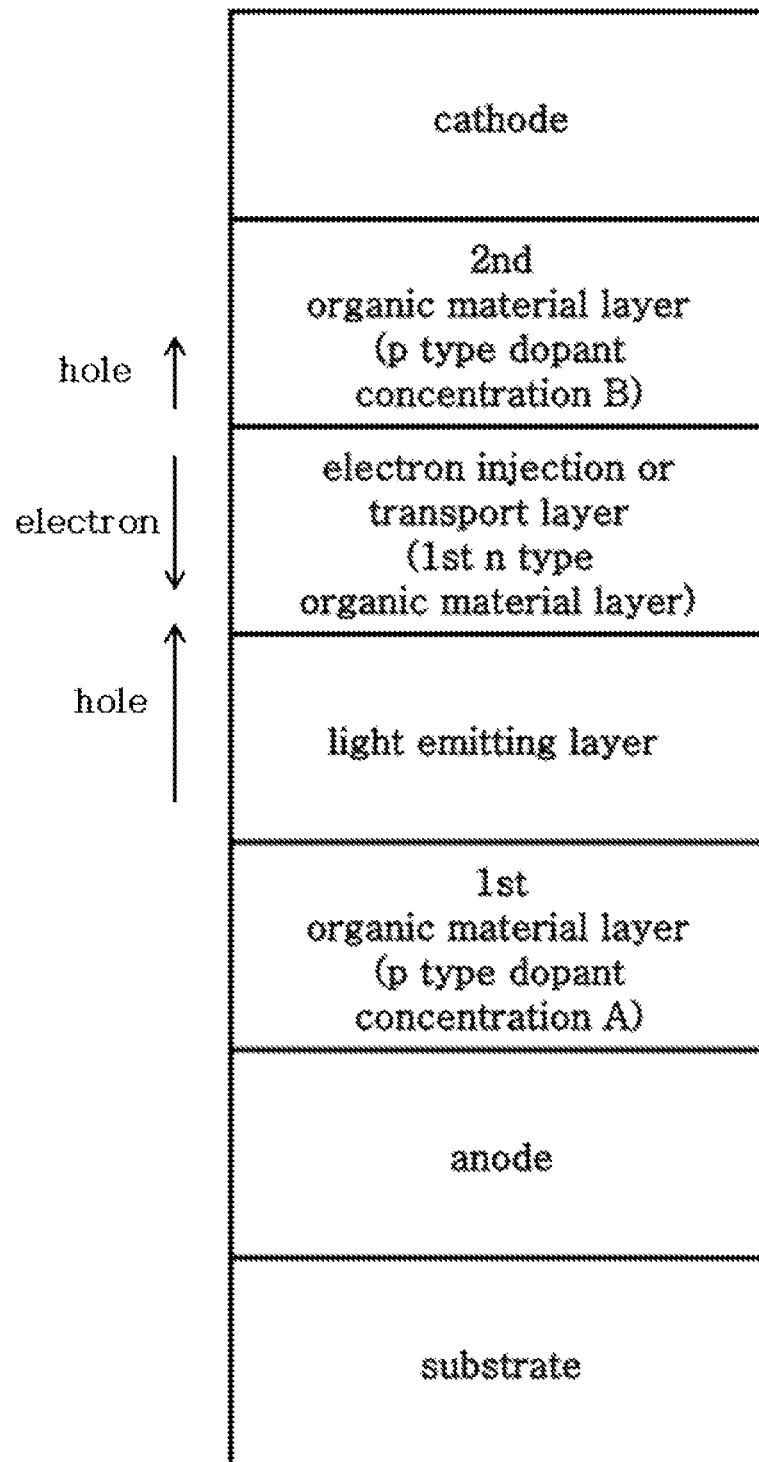 cathode
2nd
organic material layer
(p type dopant
concentration B)
hole
electron injection or
transport layer
(1st n type
organic material layer)
electron
hole
light emitting layer
1st
organic material layer
(p type dopant
concentration A)
anode
substrate